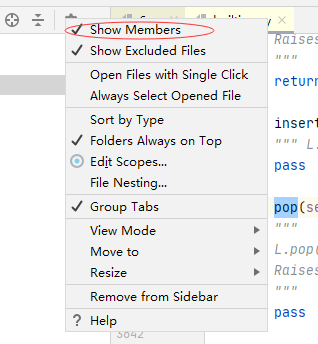 Show Members
Show Excluded Files
Open Files with Single Click
Always Select Opened File
Sort by Type
Folders Always on Top
Edit Scopes...
File Nesting...
Group Tabs
View Mode
Move to
Resize
Remove from Sidebar
? Help
Raises
"""
return
insert
""" L.
pass
pop(se
"""
L.pop(
Raises
"""
pass
3642